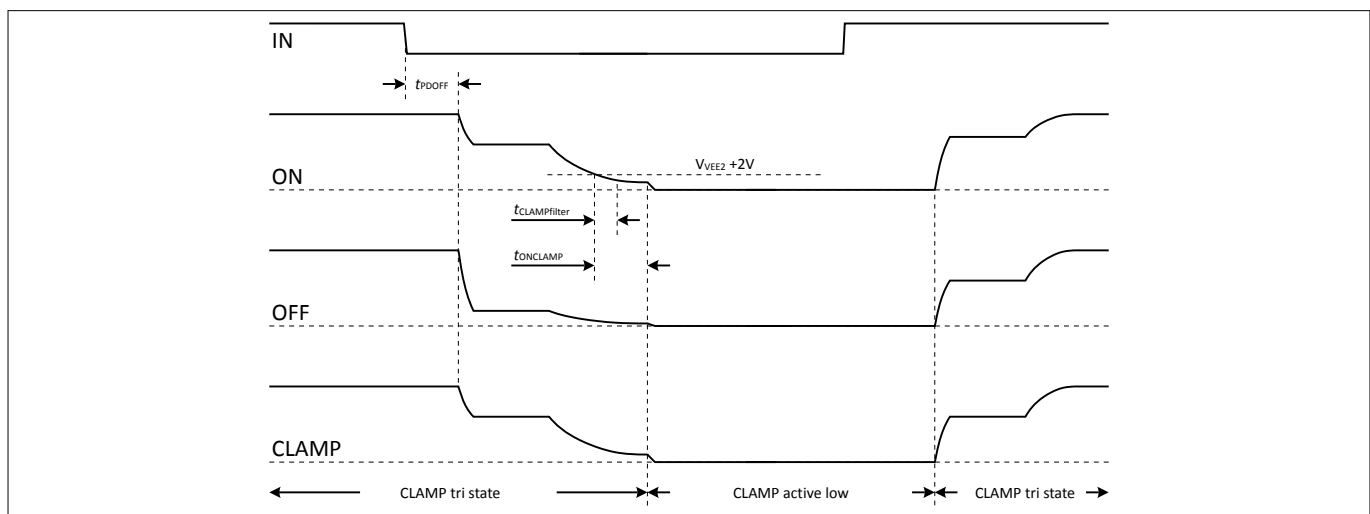 IN
tPDOFF
VVEE2 +2V
ON
tCLAMPfilter
tONCLAMP
OFF
CLAMP
CLAMP tri state
CLAMP active low
CLAMP tri state